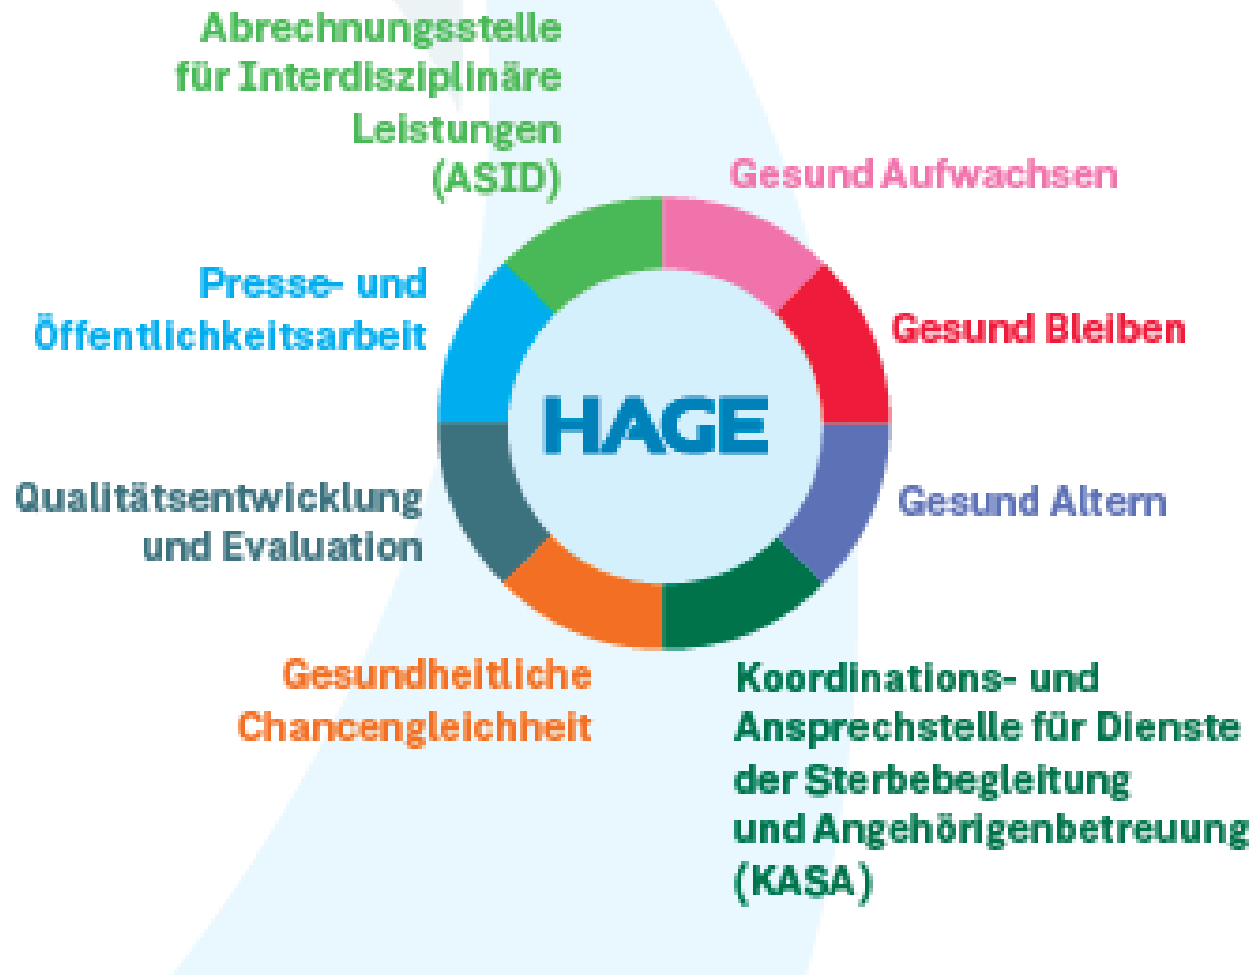 Abrechnungsstelle
für Interdisziplinäre
Leistungen
(ASID)
Gesund Aufwachsen
Presse- und
Öffentlichkeitsarbeit
Gesund Bleiben
HAGE
Qualitätsentwicklung
und Evaluation
Gesund Altern
Gesundheitliche
Chancengleichheit
Koordinations- und
Ansprechstelle für Dienste
der Sterbebegleitung
und Angehörigenbetreuung
(KASA)